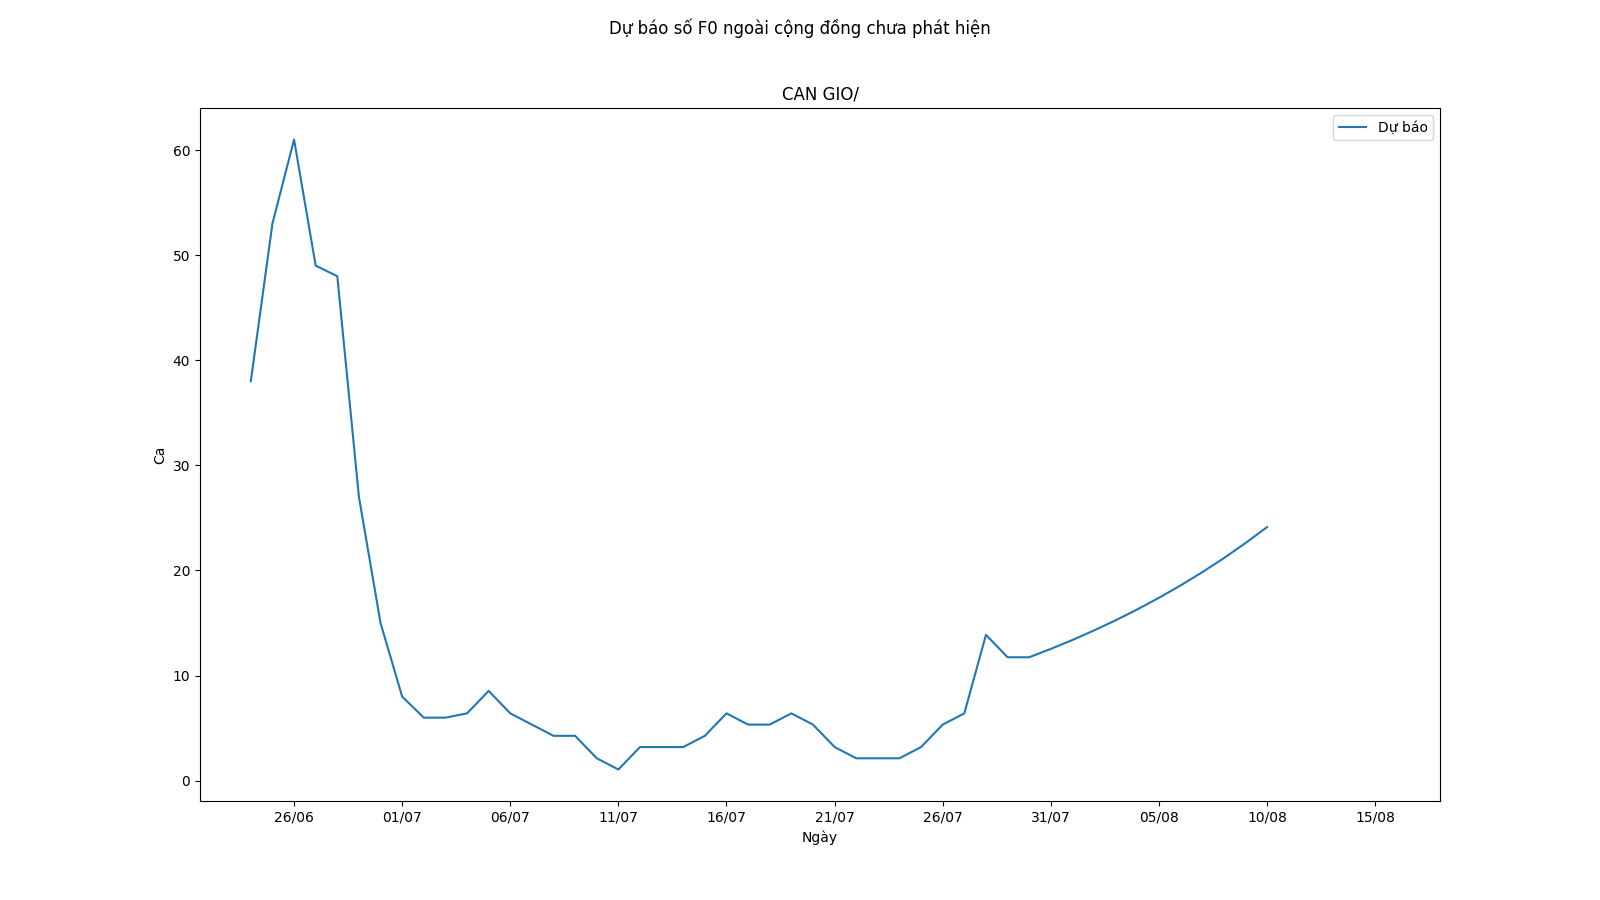 Dự báo số F0 ngoài cộng đồng chưa phát hiện
CAN GIO/
Dự báo
60
50
40
30
20
10
0
Ca
26/06 01/07 06/07 11/07 16/07 21/07 26/07 31/07 05/08 10/08 15/08
Ngày